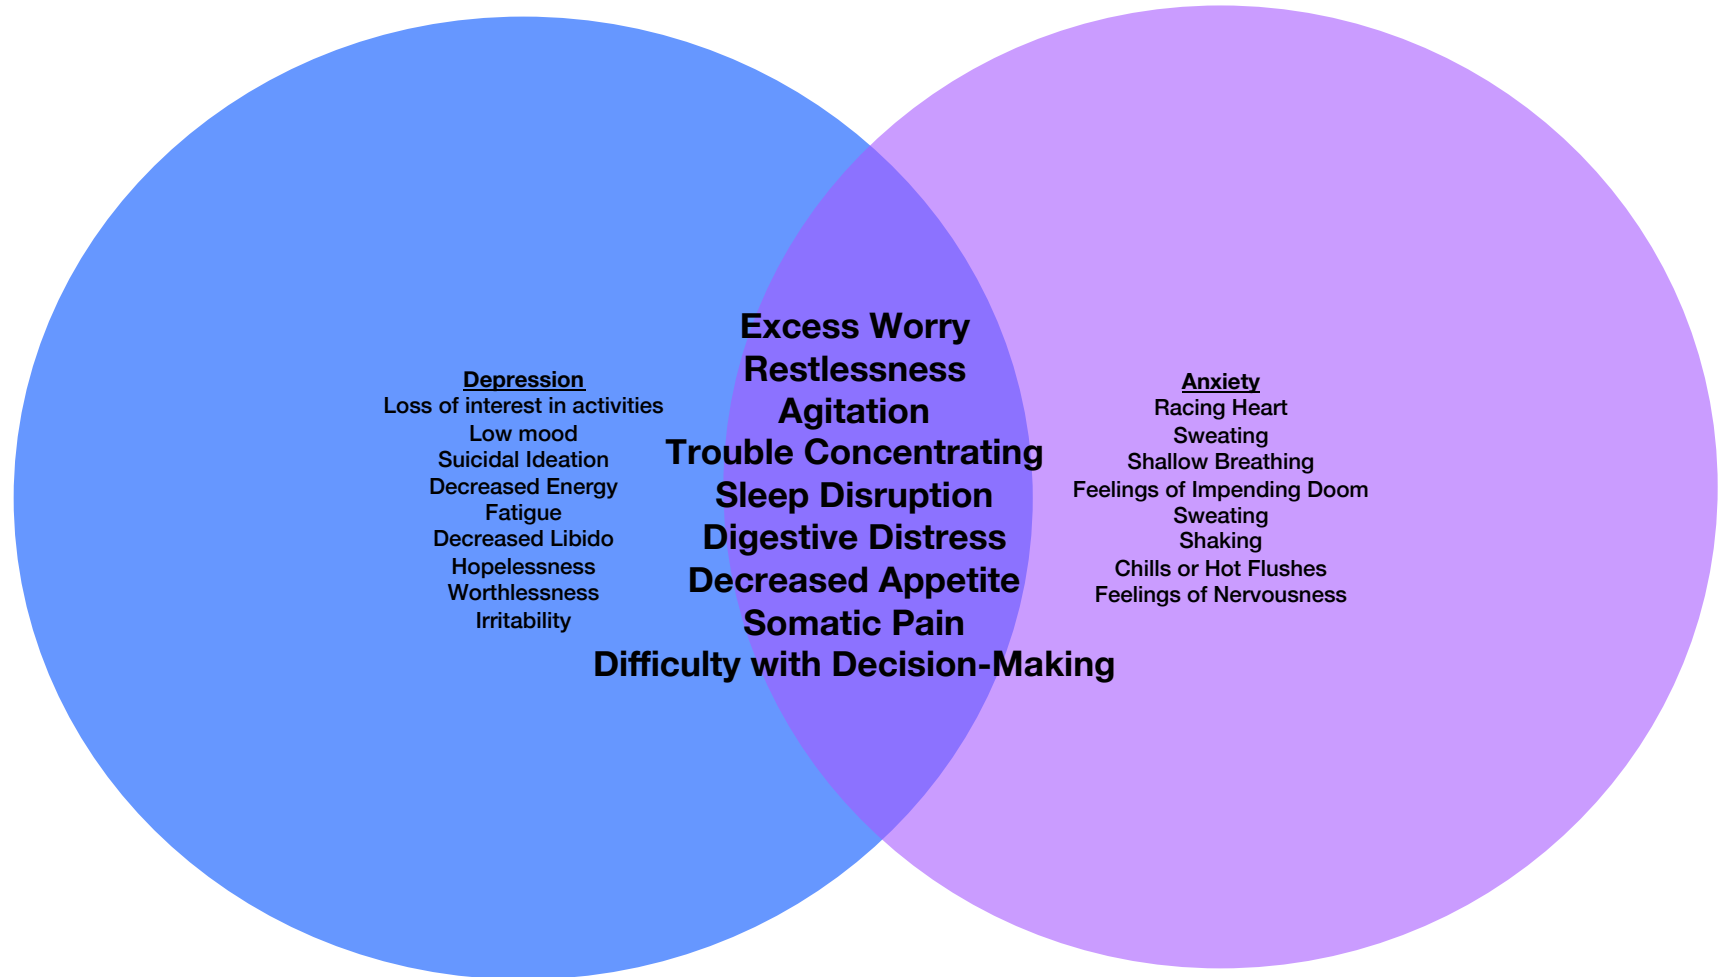 Depression
Loss of interest in activities
Low mood
Suicidal Ideation
Decreased Energy
Fatigue
Decreased Libido
Hopelessness
Worthlessness
Irritability
Excess Worry
Restlessness
Agitation
Trouble Concentrating
Sleep Disruption
Digestive Distress
Decreased Appetite
Somatic Pain
Difficulty with Decision-Making
Anxiety
Racing Heart
Sweating
Shallow Breathing
Feelings of Impending Doom
Sweating
Shaking
Chills or Hot Flushes
Feelings of Nervousness